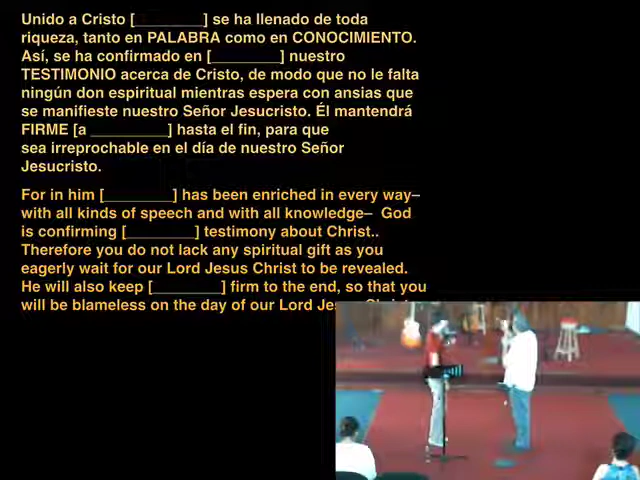 Unido a Cristo [_________] se ha llenado de toda
riqueza, tanto en PALABRA como en CONOCIMIENTO.
Así, se ha confirmado en [_________] nuestro
TESTIMONIO acerca de Cristo, de modo que no le falta
ningún don espiritual mientras espera con ansias que
se manifieste nuestro Señor Jesucristo. Él mantendrá
FIRME [a __________] hasta el fin, para que
sea irreprochable en el día de nuestro Señor
Jesucristo.
For in him [_________] has been enriched in every way–
with all kinds of speech and with all knowledge– God
is confirming [_________] testimony about Christ..
Therefore you do not lack any spiritual gift as you
eagerly wait for our Lord Jesus Christ to be revealed.
He will also keep [_________] firm to the end, so that you
will be blameless on the day of our Lord